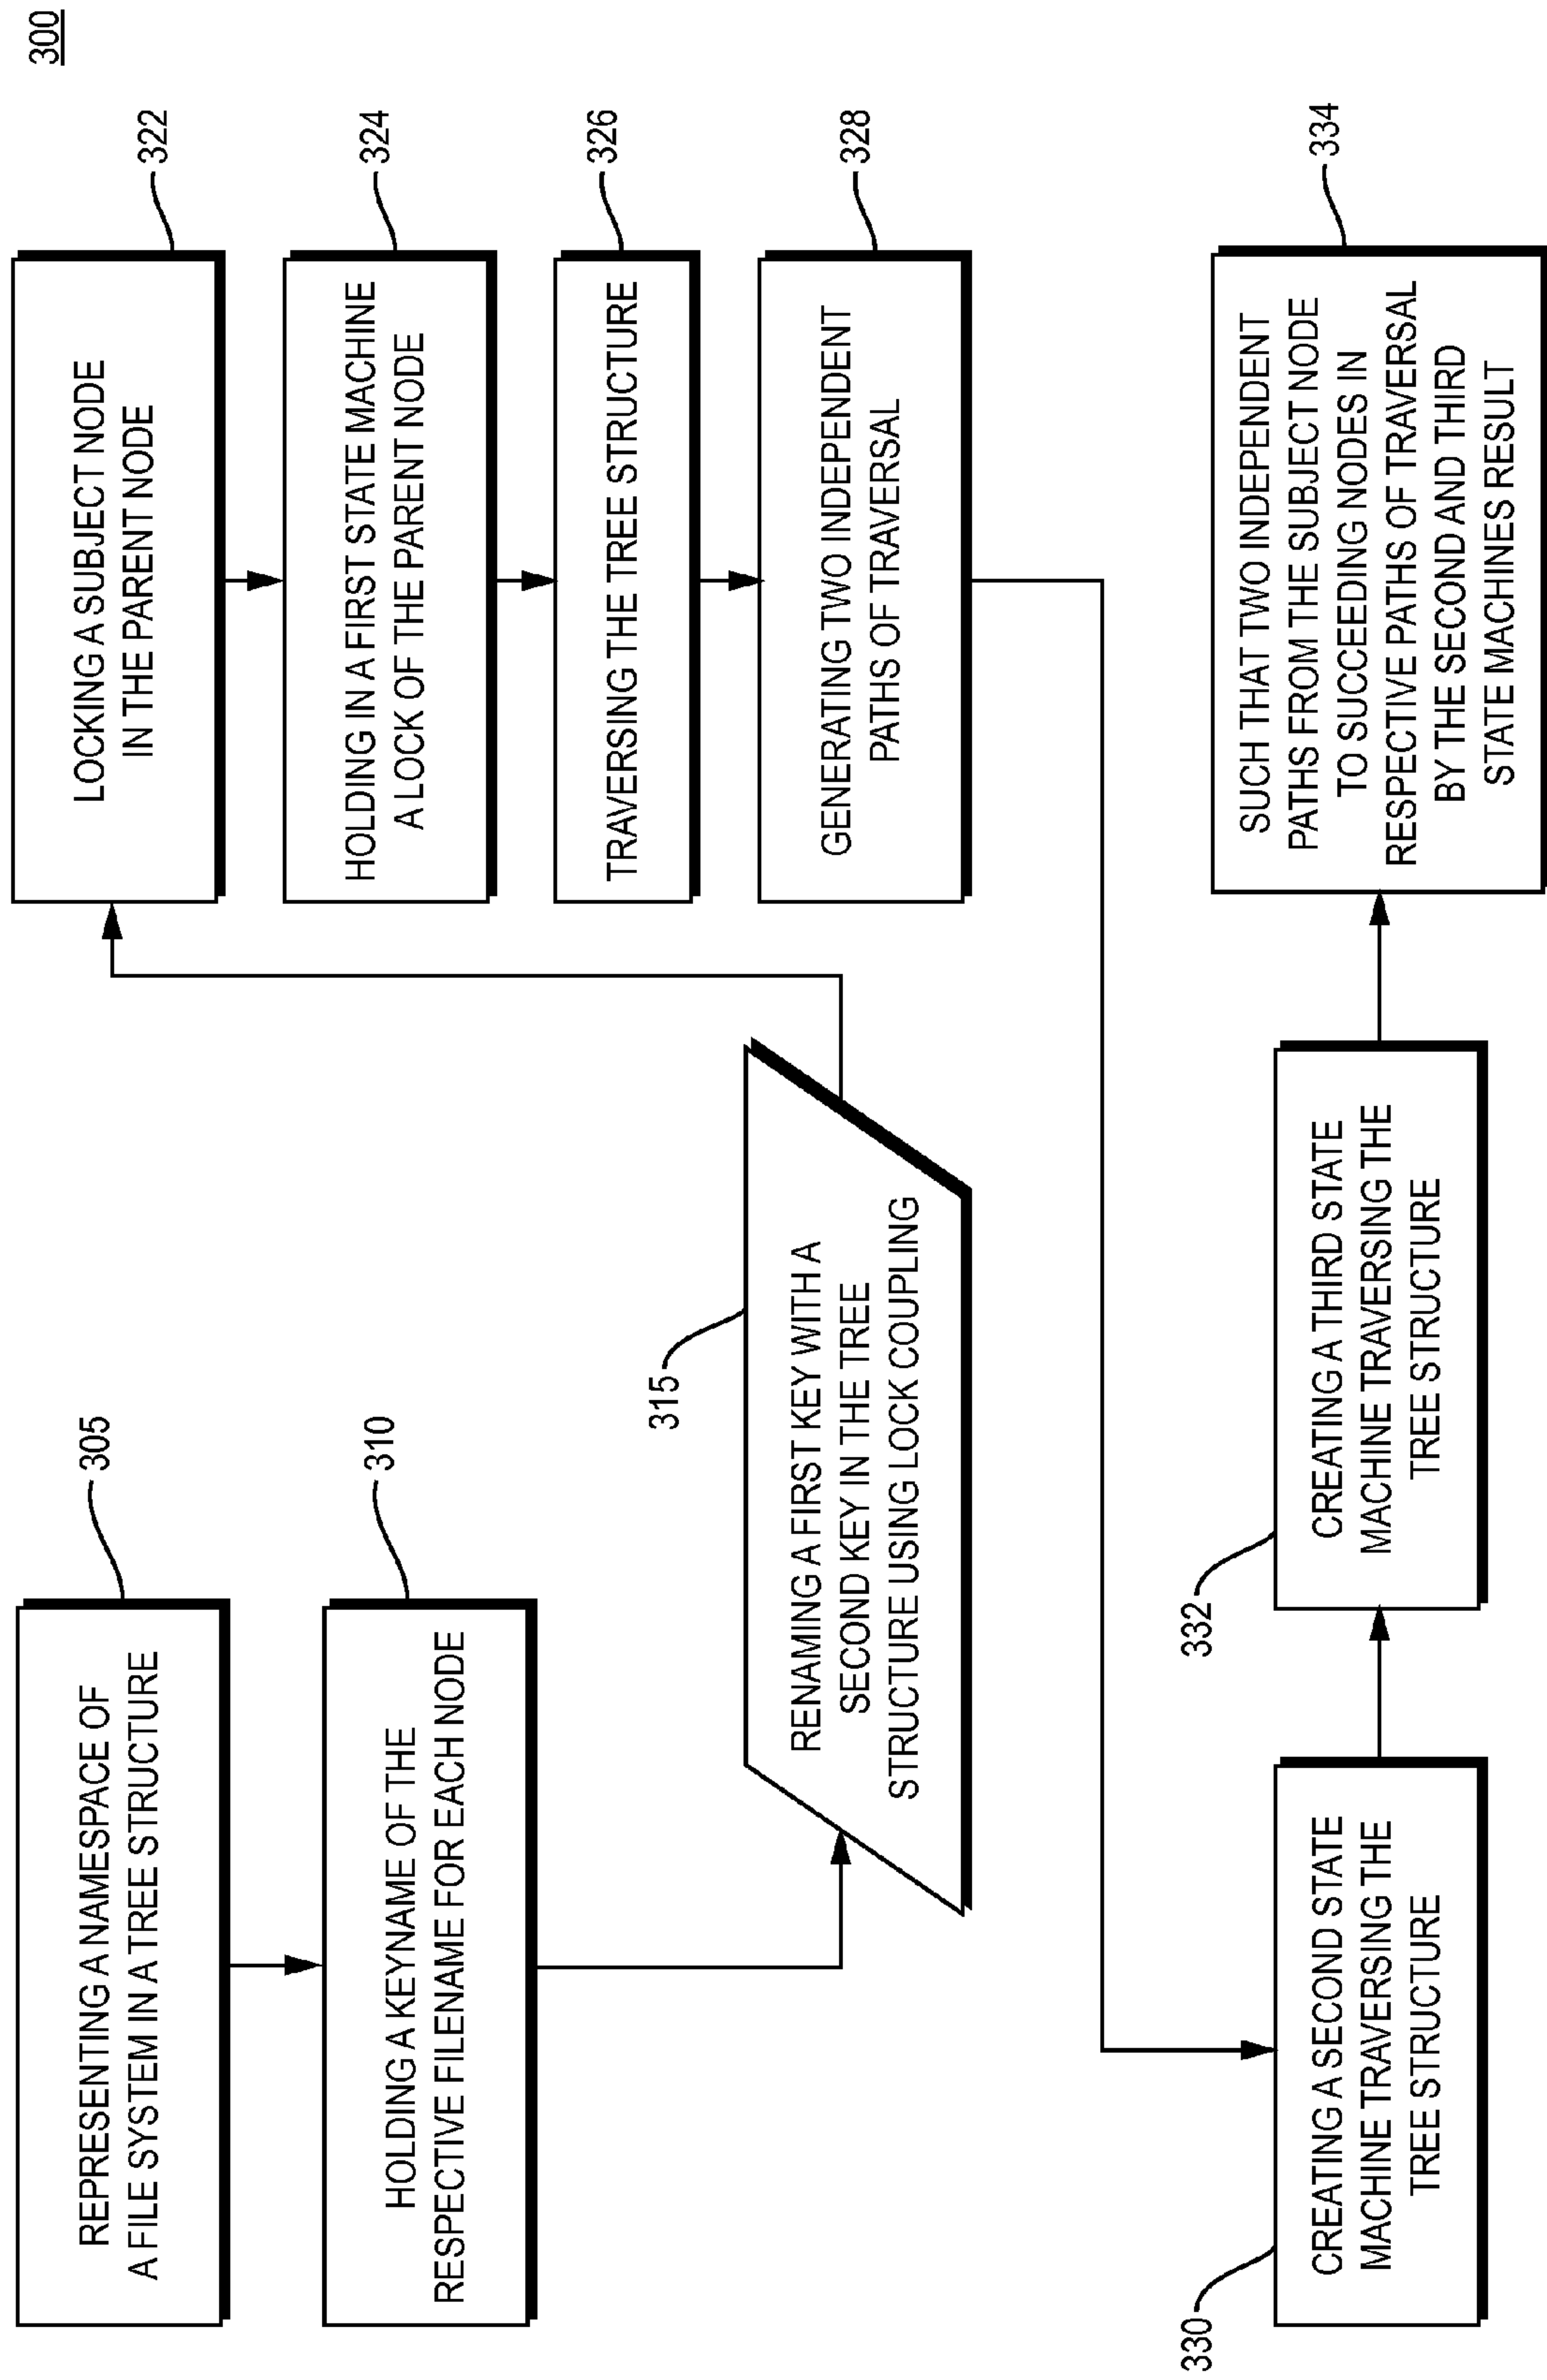 300
305
REPRESENTING A NAMESPACE OF
A FILE SYSTEM IN A TREE STRUCTURE
310
HOLDING A KEYNAME OF THE
RESPECTIVE FILENAME FOR EACH NODE
315
RENAMING A FIRST KEY WITH A
SECOND KEY IN THE TREE
STRUCTURE USING LOCK COUPLING
322
LOCKING A SUBJECT NODE
IN THE PARENT NODE
324
HOLDING IN A FIRST STATE MACHINE
A LOCK OF THE PARENT NODE
326
TRAVERSING THE TREE STRUCTURE
328
GENERATING TWO INDEPENDENT
PATHS OF TRAVERSAL
330
CREATING A SECOND STATE
MACHINE TRAVERSING THE
TREE STRUCTURE
332
CREATING A THIRD STATE
MACHINE TRAVERSING THE
TREE STRUCTURE
334
SUCH THAT TWO INDEPENDENT
PATHS FROM THE SUBJECT NODE
TO SUCCEEDING NODES IN
RESPECTIVE PATHS OF TRAVERSAL
BY THE SECOND AND THIRD
STATE MACHINES RESULT